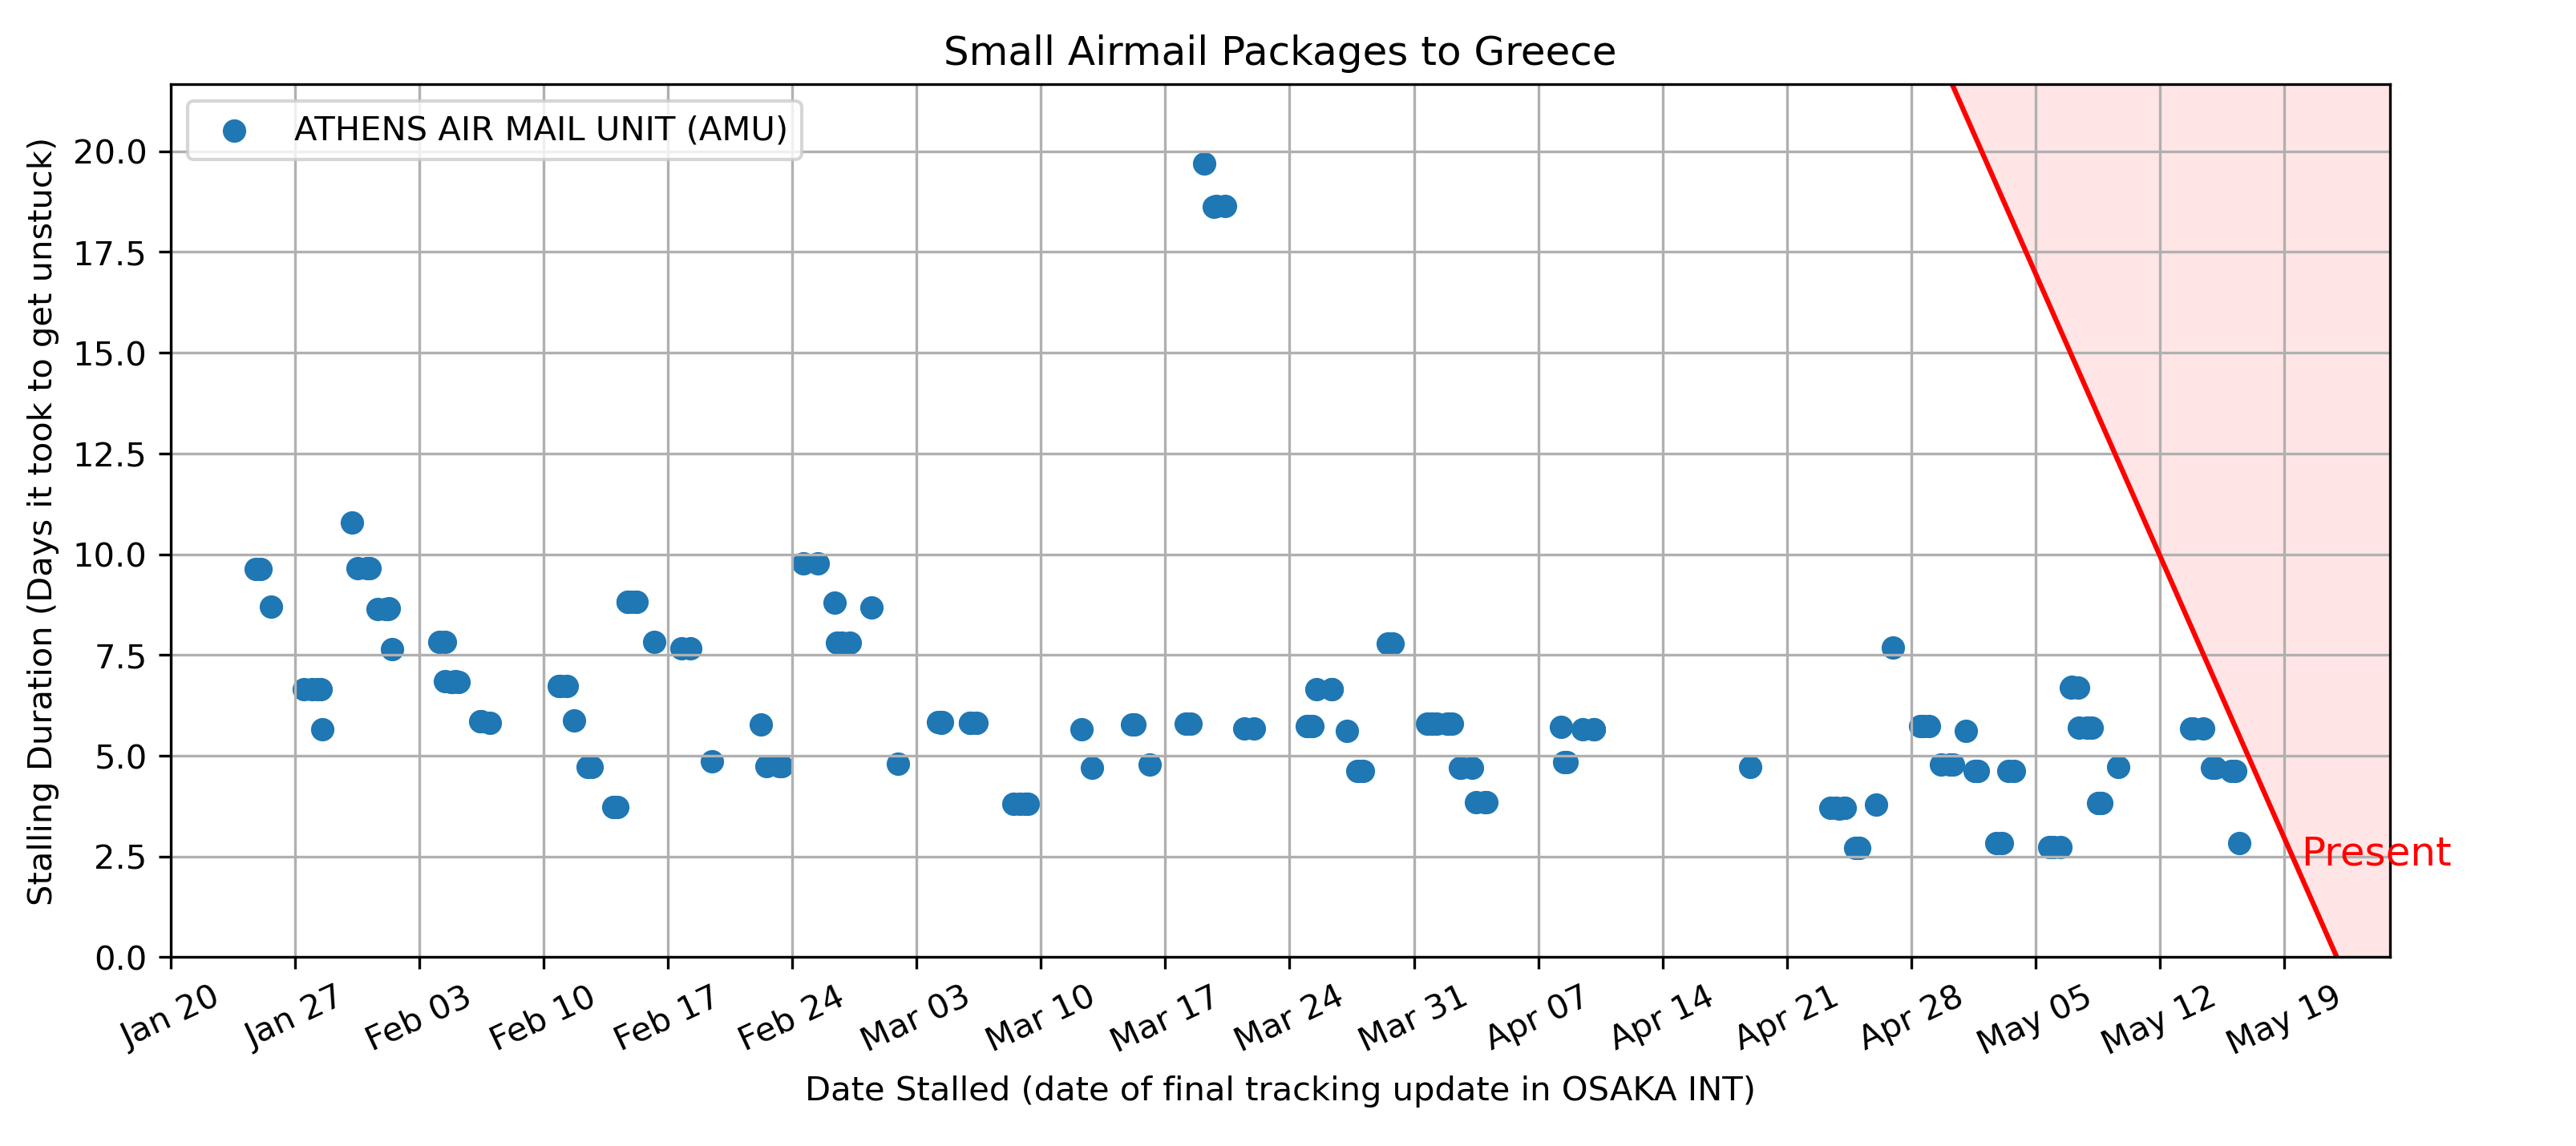 Small Airmail Packages to Greece
ATHENS AIR MAIL UNIT (AMU)
Stalling Duration (Days it took to get unstuck)
20.0
17.5
15.0
12.5
10.0
7.5
5.0
2.5
0.0
Present
Jan 20
Jan 27
Feb 03
Feb 10
Feb 17
Feb 24
Mar 03
Mar 10
Mar 17
Mar 24
Mar 31
Apr 07
Apr 14
Apr 21
Apr 28
May 05
May 12
May 19
Date Stalled (date of final tracking update in OSAKA INT)